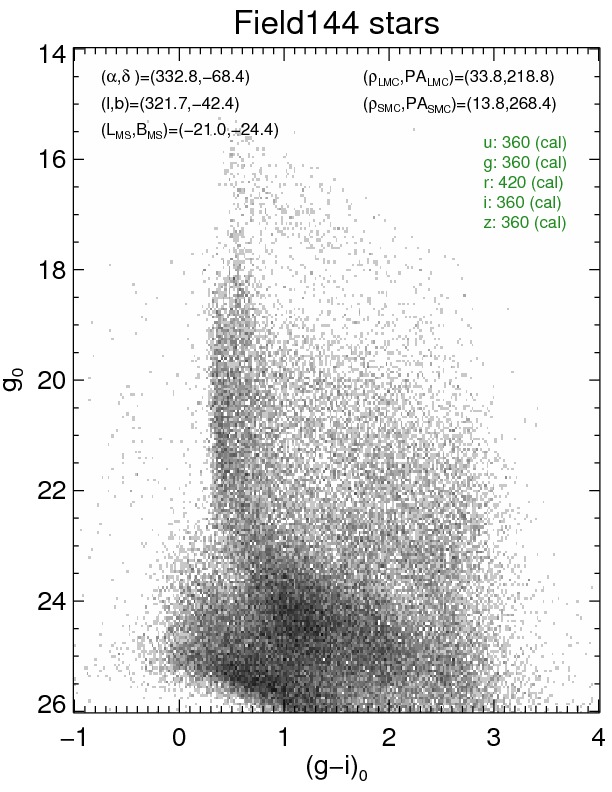 Field144 stars
(α,δ)=(332.8,−68.4)
(ρLMC,PALMC)=(33.8,218.8)
(l,b)=(321.7,−42.4)
(ρSMC,PASMC)=(13.8,268.4)
(LMS,BMS)=(−21.0,−24.4)
u: 360 (cal)
g: 360 (cal)
r: 420 (cal)
i: 360 (cal)
z: 360 (cal)
14
16
18
20
22
24
26
g0
−1 0 1 2 3 4
(g−i)0